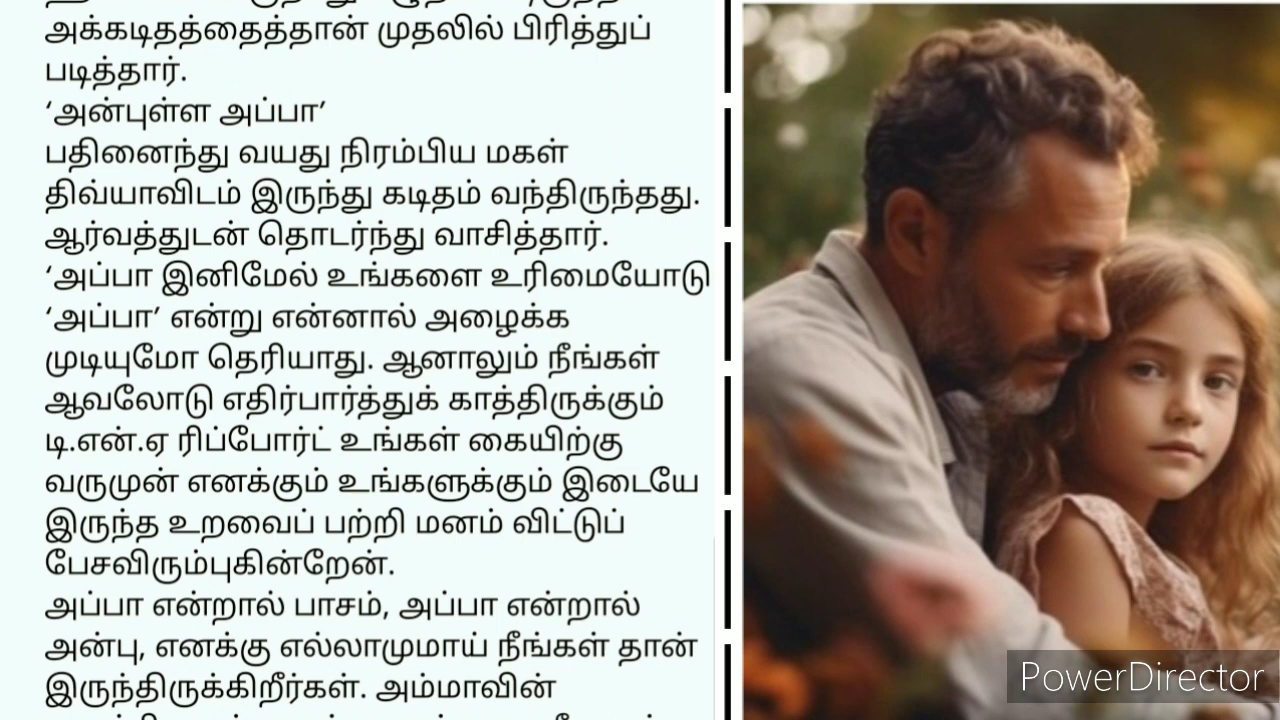 அக்கடிதத்தைத்தான் முதலில் பிரித்துப்
படித்தார்.
‘அன்புள்ள அப்பா’
பதினைந்து வயது நிரம்பிய மகள்
திவ்யாவிடம் இருந்து கடிதம் வந்திருந்தது.
ஆர்வத்துடன் தொடர்ந்து வாசித்தார்.
‘அப்பா இனிமேல் உங்களை உரிமையோடு
‘அப்பா’ என்று என்னால் அழைக்க
முடியுமோ தெரியாது. ஆனாலும் நீங்கள்
ஆவலோடு எதிர்பார்த்துக் காத்திருக்கும்
டி.என்.ஏ ரிப்போர்ட் உங்கள் கையிற்கு
வருமுன் எனக்கும் உங்களுக்கும் இடையே
இருந்த உறவைப் பற்றி மனம் விட்டுப்
பேசவிரும்புகின்றேன்.
அப்பா என்றால் பாசம், அப்பா என்றால்
அன்பு, எனக்கு எல்லாமுமாய் நீங்கள் தான்
இருந்திருக்கிறீர்கள். அம்மாவின்
PowerDirector